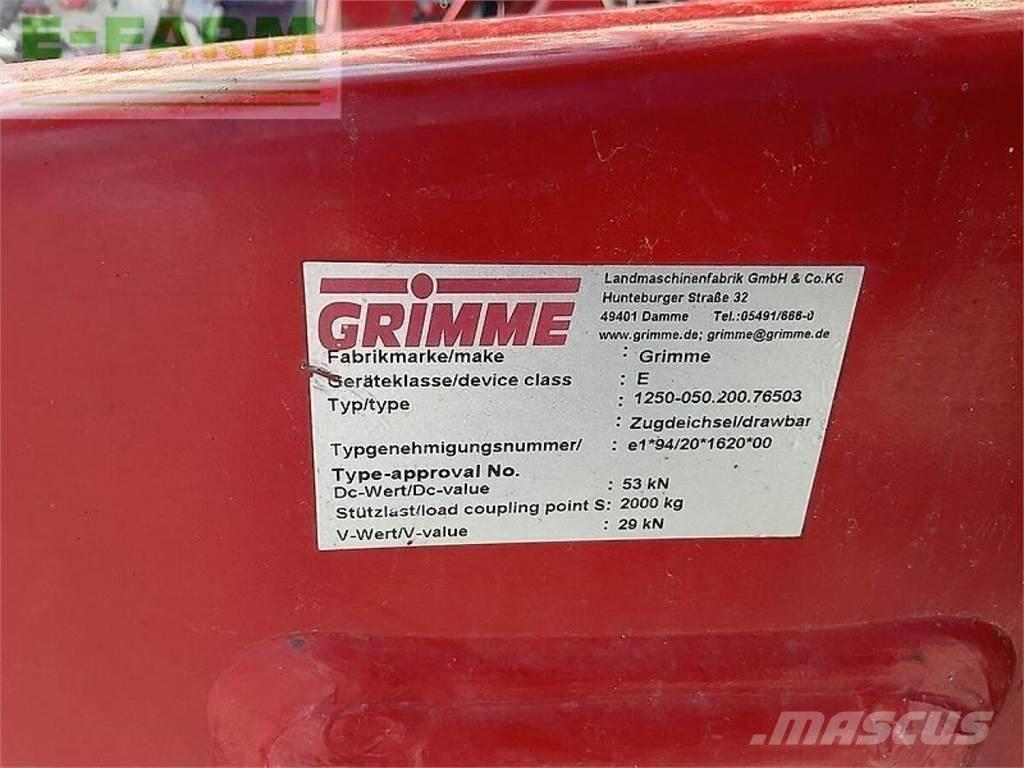 E-FARM
GRIMME
Landmaschinenfabrik GmbH & Co.KG
Hunteburger Straße 32
49401 Damme Tel.:05491/666-0
www.grimme.de; grimme@grimme.de
Fabrikmarke/make : Grimme
Geräteklasse/device class : E
Typ/type : 1250-050.200.76503
: Zugdeichsel/drawbar
Typgenehmigungsnummer/ : e1*94/20*1620*00
Type-approval No.
Dc-Wert/Dc-value : 53 kN
Stützlast/load coupling point S: 2000 kg
V-Wert/V-value : 29 kN
MASCUS